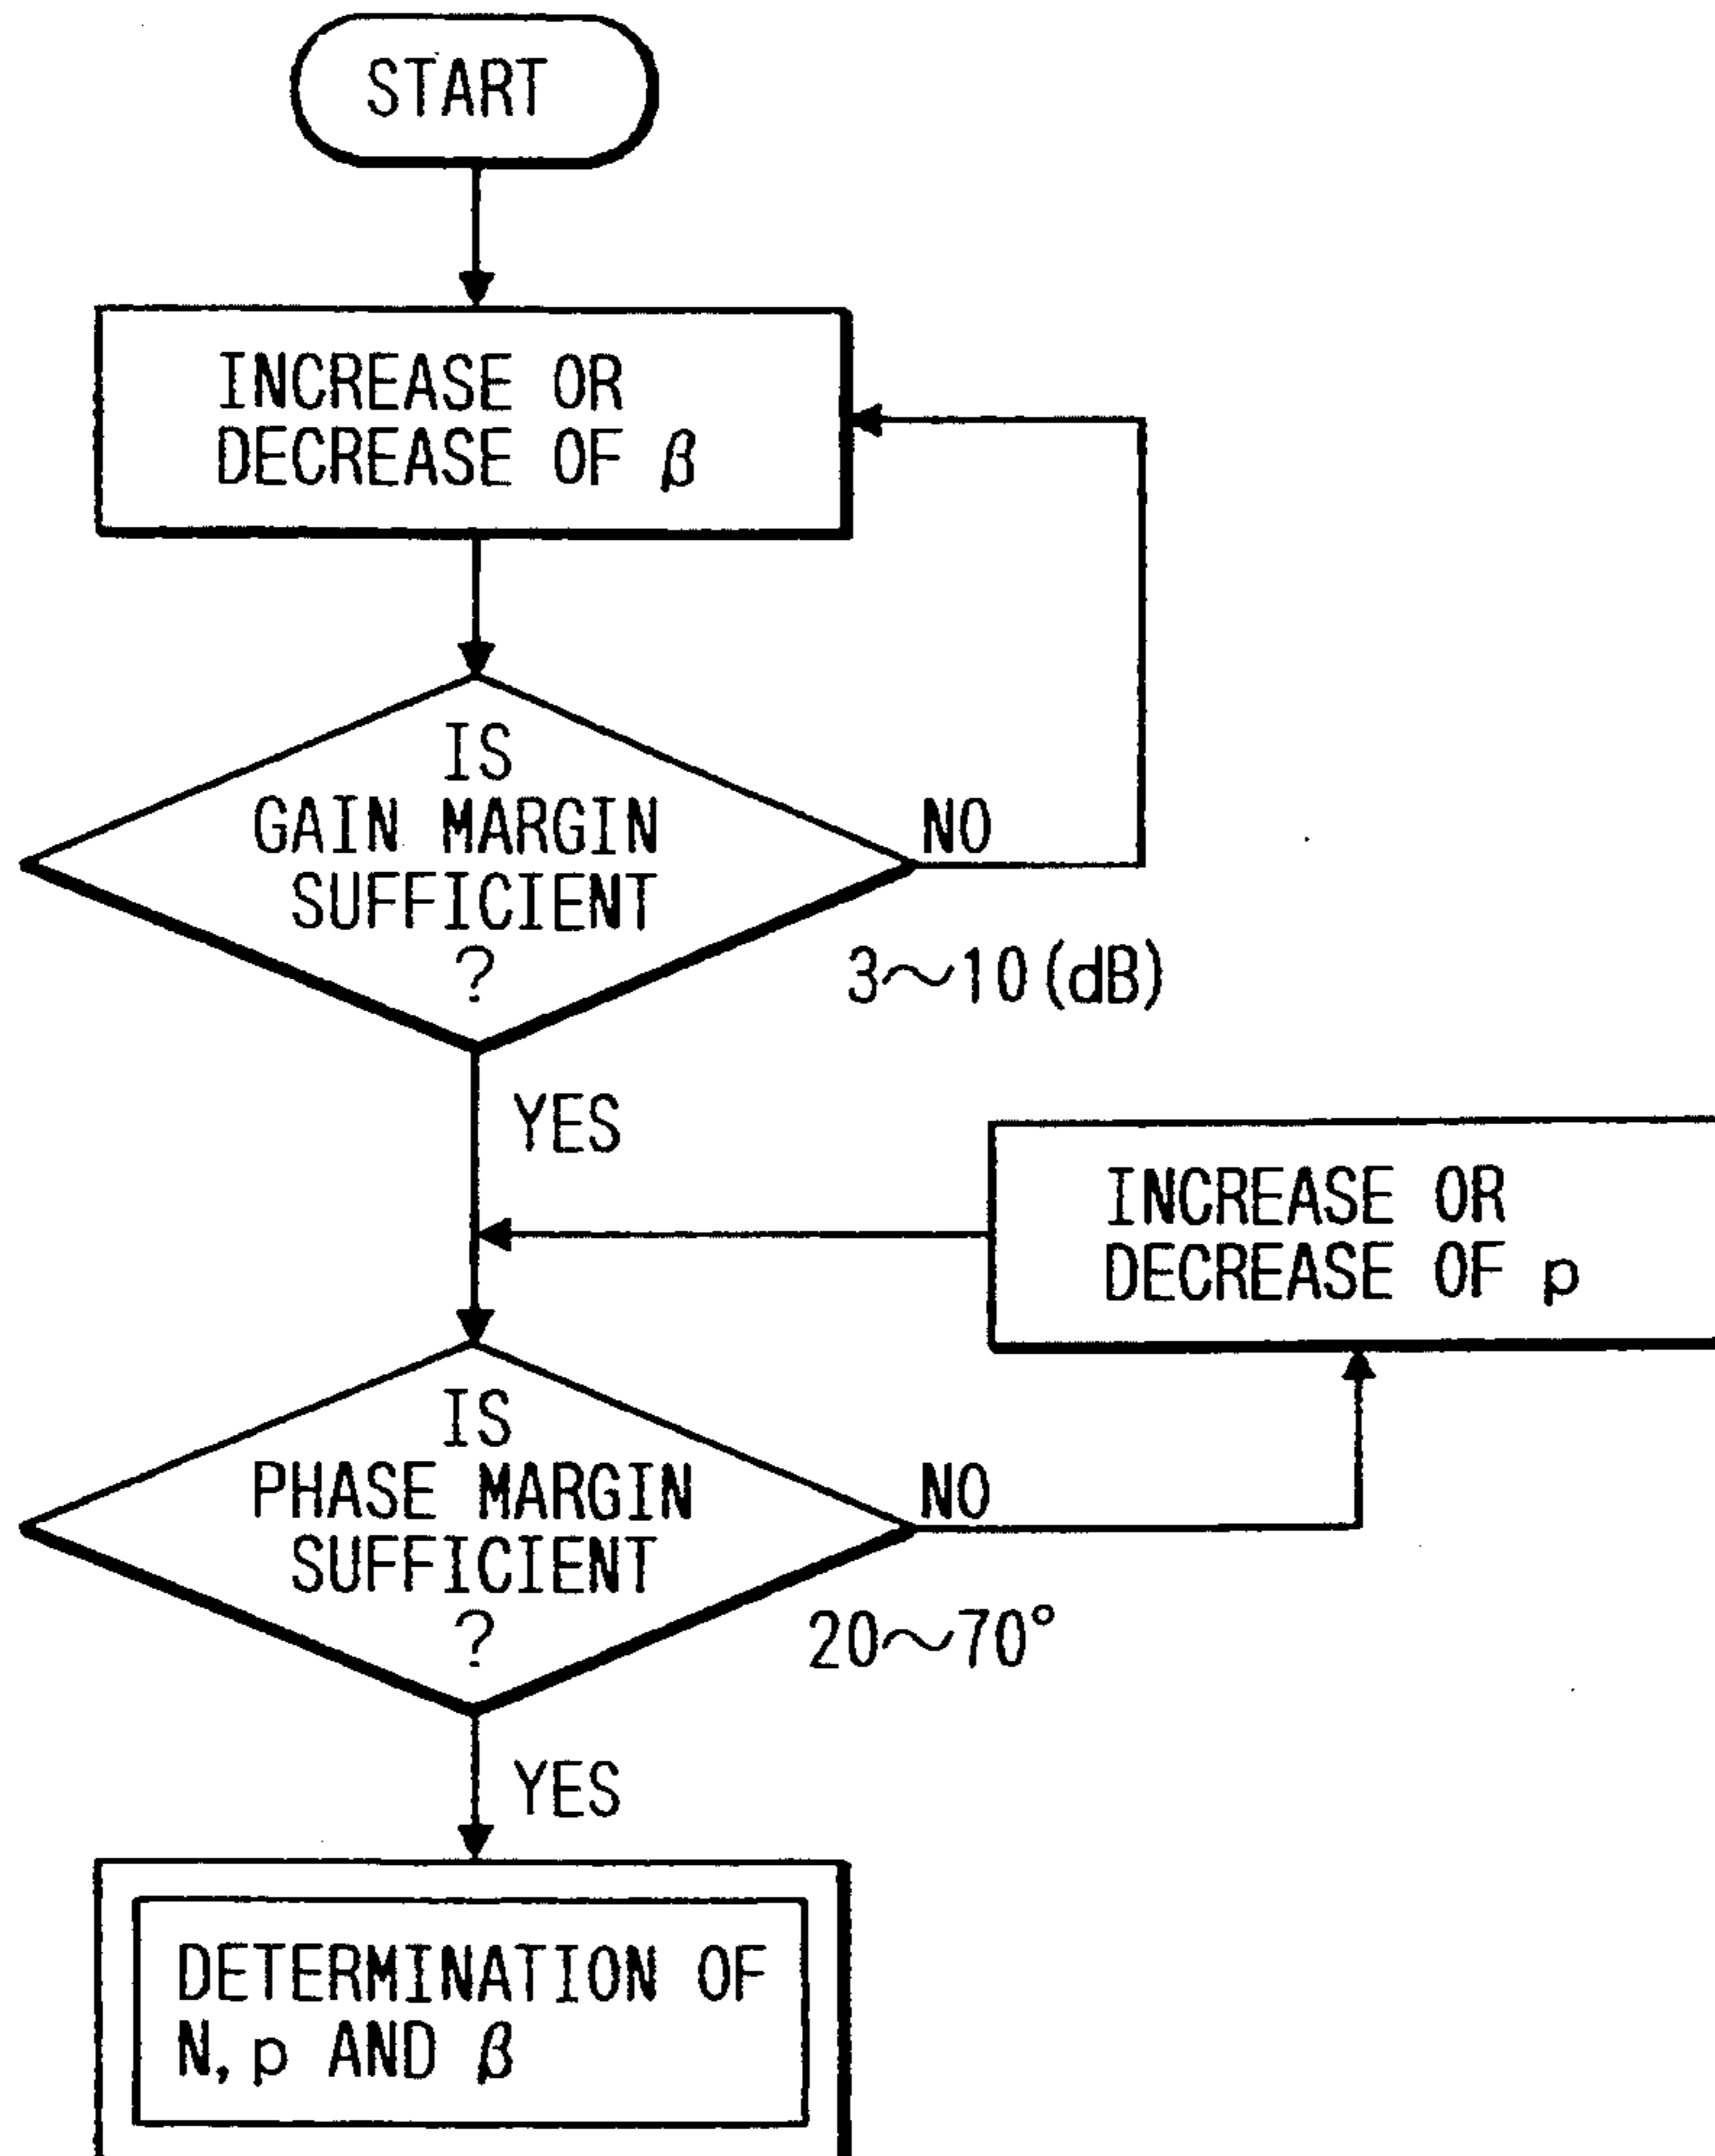 START
INCREASE OR
DECREASE OF β
IS
GAIN MARGIN
SUFFICIENT
?
NO
3～10(dB)
YES
INCREASE OR
DECREASE OF p
IS
PHASE MARGIN
SUFFICIENT
?
NO
20～70°
YES
DETERMINATION OF
N,p AND β